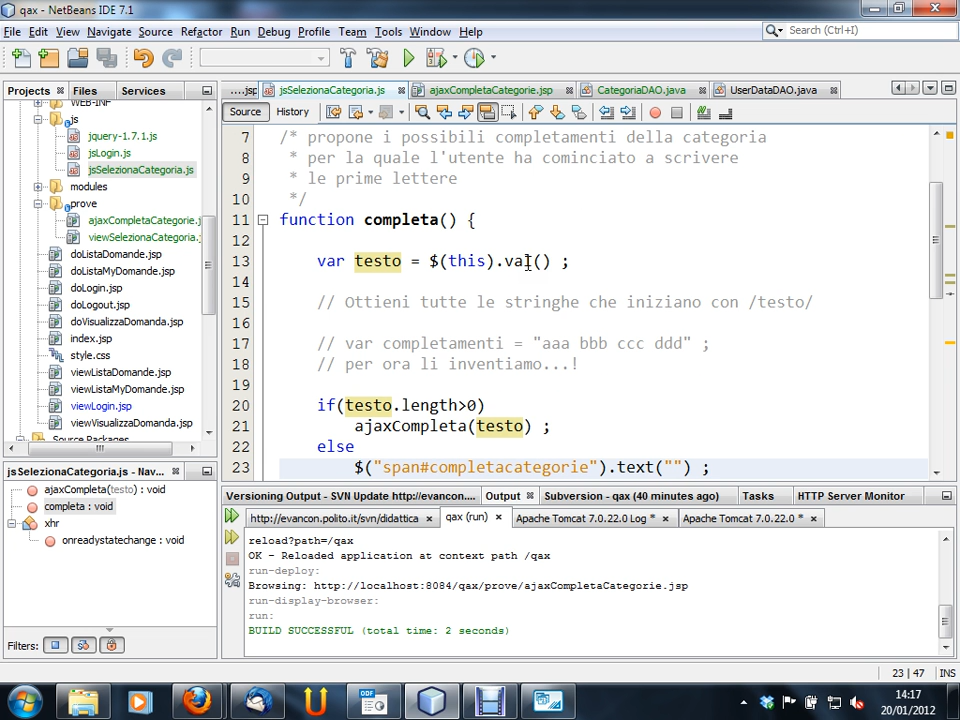 qax - NetBeans IDE 7.1
File Edit View Navigate Source Refactor Run Debug Profile Team Tools Window Help
Search (Ctrl+I)
Projects Files Services
....jsp jsSelezionaCategoria.js ajaxCompletaCategorie.jsp CategoriaDAO.java UserDataDAO.java
Source History
WEB-INF
js
jquery-1.7.1.js
jsLogin.js
jsSelezionaCategoria.js
modules
prove
ajaxCompletaCategorie.j
viewSelezionaCategoria.
doListaDomande.jsp
doListaMyDomande.jsp
doLogin.jsp
doLogout.jsp
doVisualizzaDomanda.jsp
index.jsp
style.css
viewListaDomande.jsp
viewListaMyDomande.jsp
viewLogin.jsp
viewVisualizzaDomanda.jsp
Source Packages
7 /* propone i possibili completamenti della categoria
8 * per la quale l'utente ha cominciato a scrivere
9 * le prime lettere
10 */
11 function completa() {
12
13 var testo = $(this).val() ;
14
15 // Ottieni tutte le stringhe che iniziano con /testo/
16
17 // var completamenti = "aaa bbb ccc ddd" ;
18 // per ora li inventiamo...!
19
20 if(testo.length>0)
21 ajaxCompleta(testo) ;
22 else
23 $("span#completacategorie").text("") ;
jsSelezionaCategoria.js - Nav...
ajaxCompleta(testo) : void
completa : void
xhr
onreadystatechange : void
Filters:
Versioning Output - SVN Update http://evancon.... Output Subversion - qax (40 minutes ago) Tasks HTTP Server Monitor
http://evancon.polito.it/svn/didattica qax (run) Apache Tomcat 7.0.22.0 Log * Apache Tomcat 7.0.22.0 *
reload?path=/qax
OK - Reloaded application at context path /qax
run-deploy:
Browsing: http://localhost:8084/qax/prove/ajaxCompletaCategorie.jsp
run-display-browser:
run:
BUILD SUCCESSFUL (total time: 2 seconds)
23 | 47 INS
14:17
20/01/2012